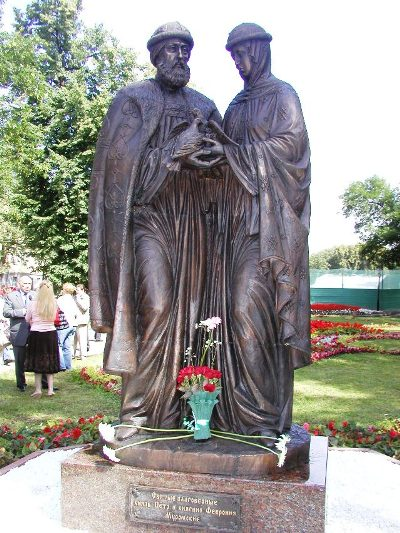 Святые благоверные
князь Петр и княгиня Феврония
Муромские